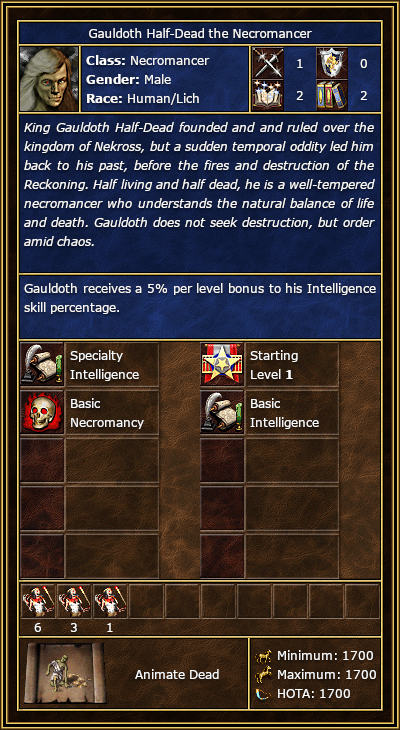 Gauldoth Half-Dead the Necromancer
Class: Necromancer
Gender: Male
Race: Human/Lich
1 0
2 2
King Gauldoth Half-Dead founded and and ruled over the
kingdom of Nekross, but a sudden temporal oddity led him
back to his past, before the fires and destruction of the
Reckoning. Half living and half dead, he is a well-tempered
necromancer who understands the natural balance of life
and death. Gauldoth does not seek destruction, but order
amid chaos.
Gauldoth receives a 5% per level bonus to his Intelligence
skill percentage.
Specialty
Intelligence
Starting
Level 1
Basic
Necromancy
Basic
Intelligence
6 3 1
Animate Dead
Minimum: 1700
Maximum: 1700
HOTA: 1700